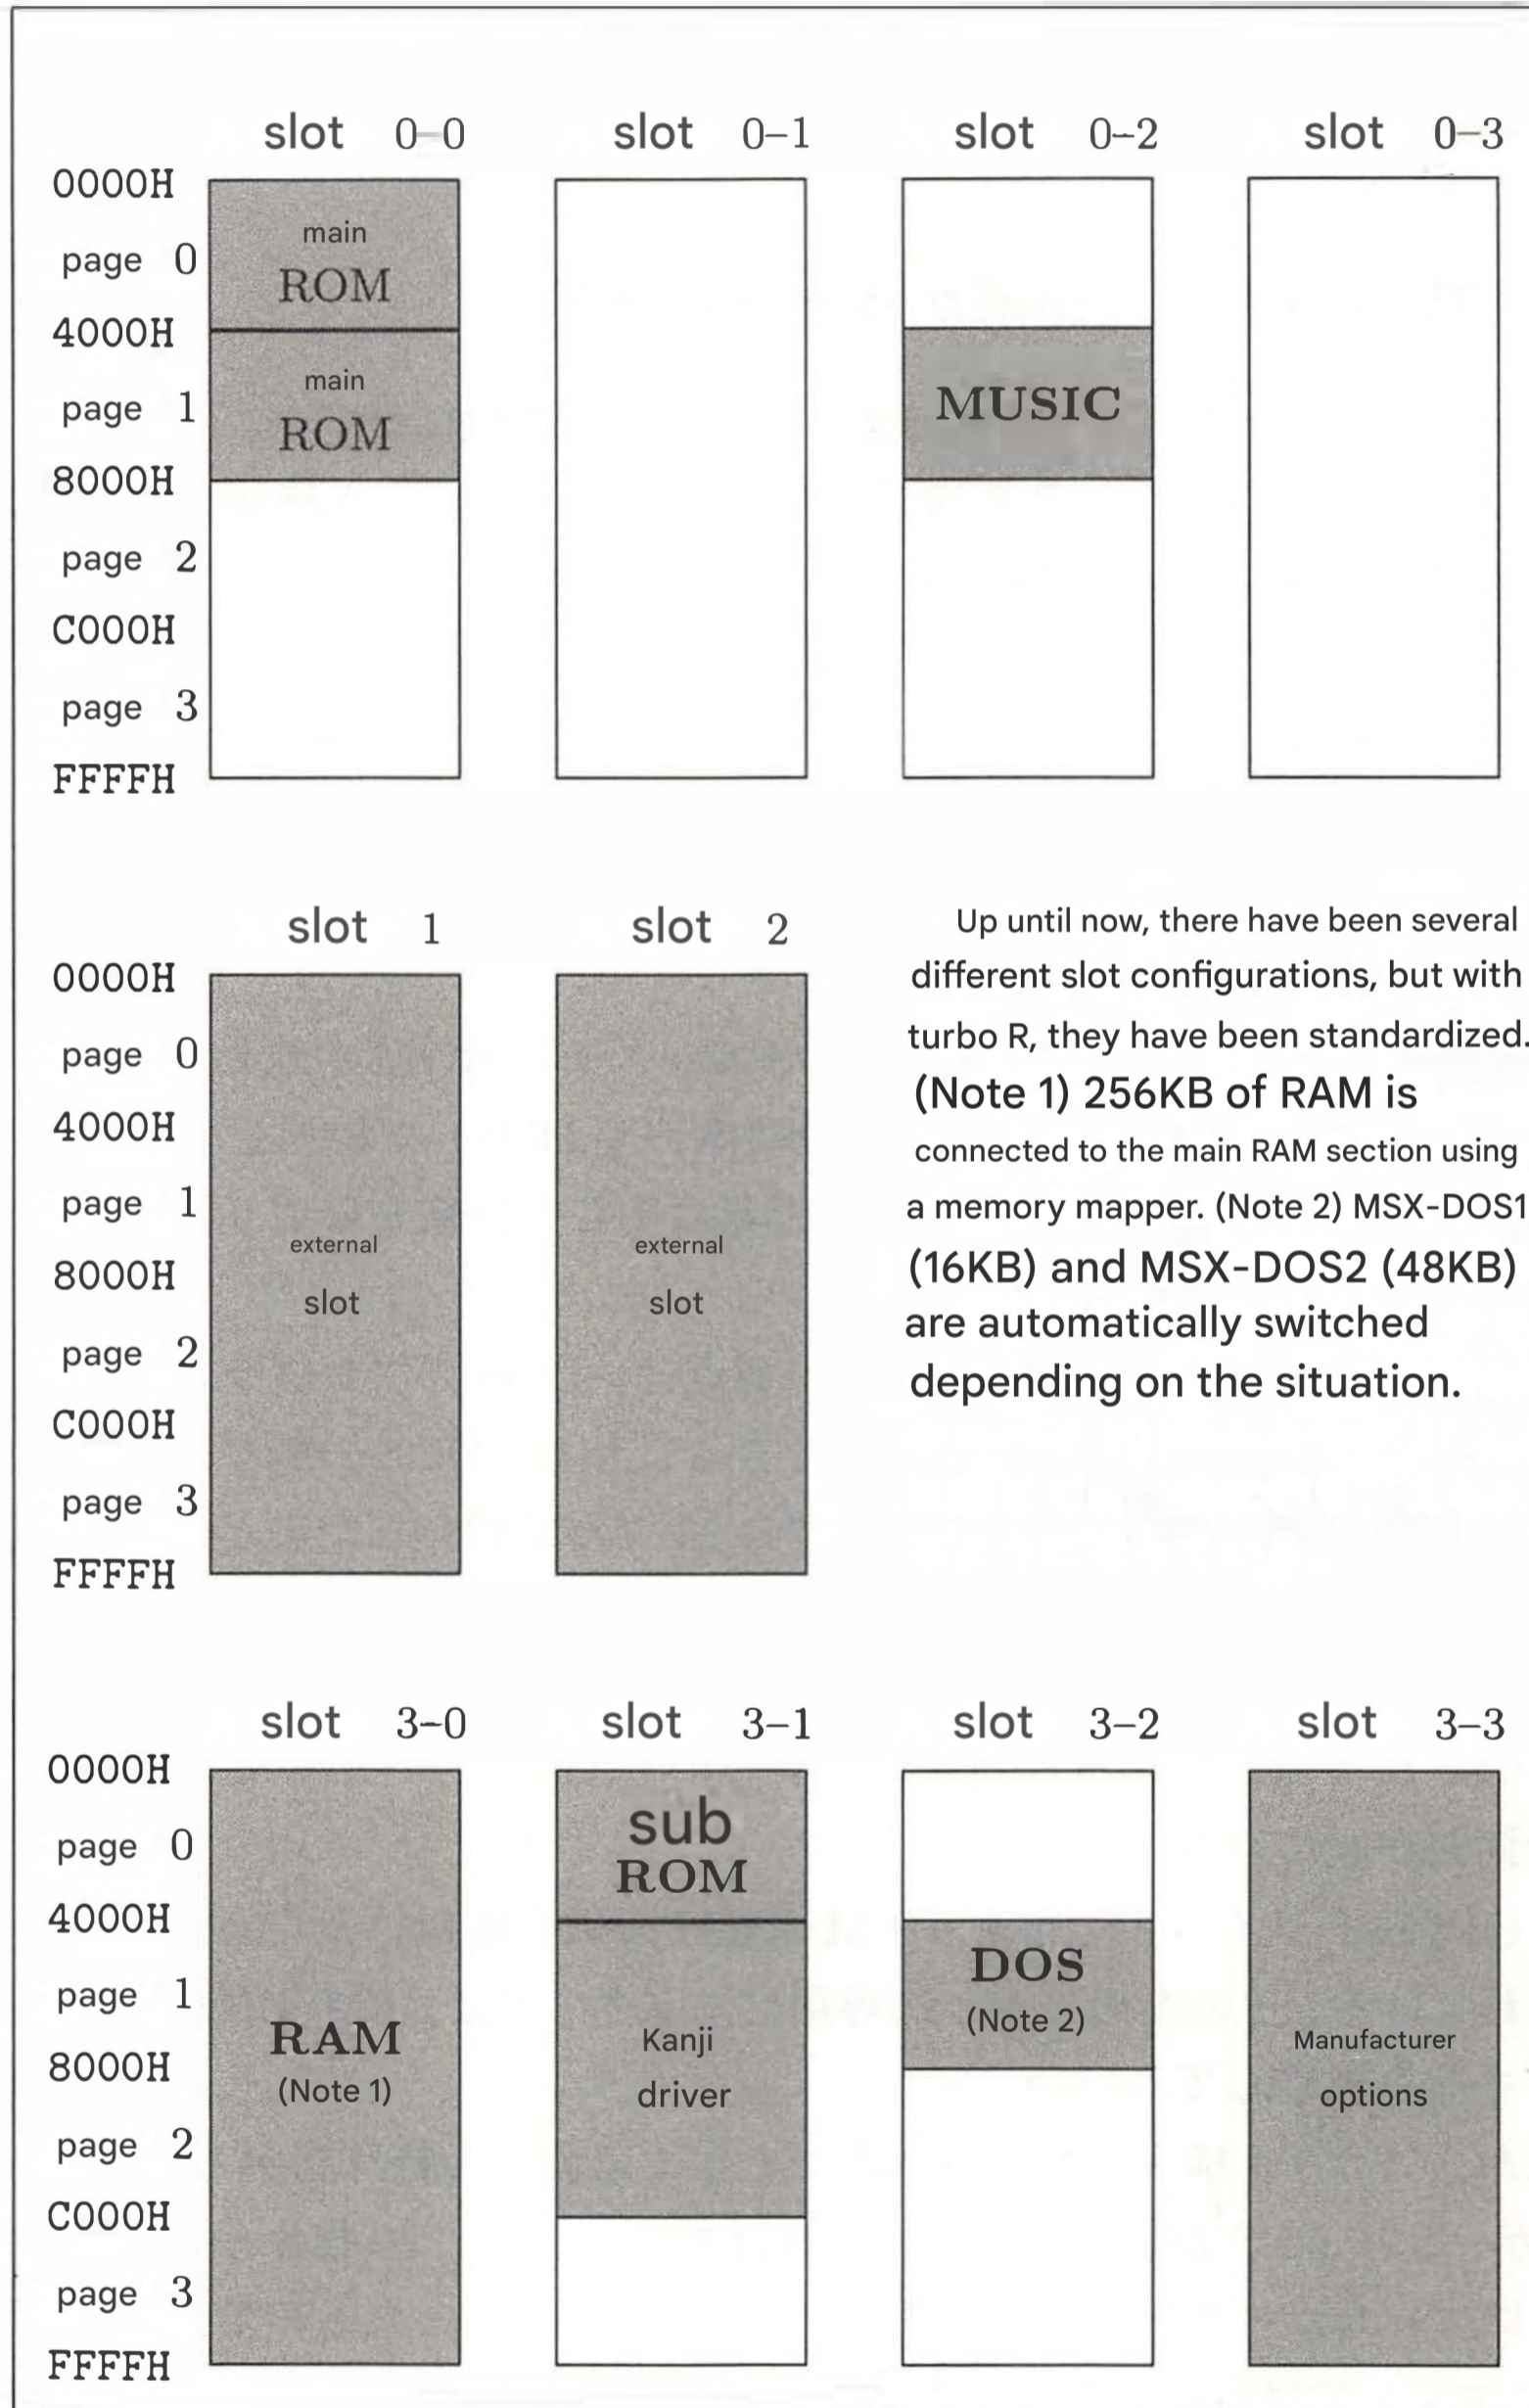 slot 0–0 slot 0–1 slot 0–2 slot 0–3
0000H
main
page 0
ROM
4000H
main
page 1 MUSIC
ROM
8000H
page 2
C000H
page 3
FFFFH
slot 1 slot 2
0000H
page 0
4000H
page 1
external external
8000H
slot slot
page 2
C000H
page 3
FFFFH
Up until now, there have been several
different slot configurations, but with
turbo R, they have been standardized.
(Note 1) 256KB of RAM is
connected to the main RAM section using
a memory mapper. (Note 2) MSX-DOS1
(16KB) and MSX-DOS2 (48KB)
are automatically switched
depending on the situation.
slot 3–0 slot 3–1 slot 3–2 slot 3–3
0000H
sub
page 0
ROM
4000H
DOS
page 1
(Note 2)
RAM Kanji Manufacturer
8000H
(Note 1) driver options
page 2
C000H
page 3
FFFFH